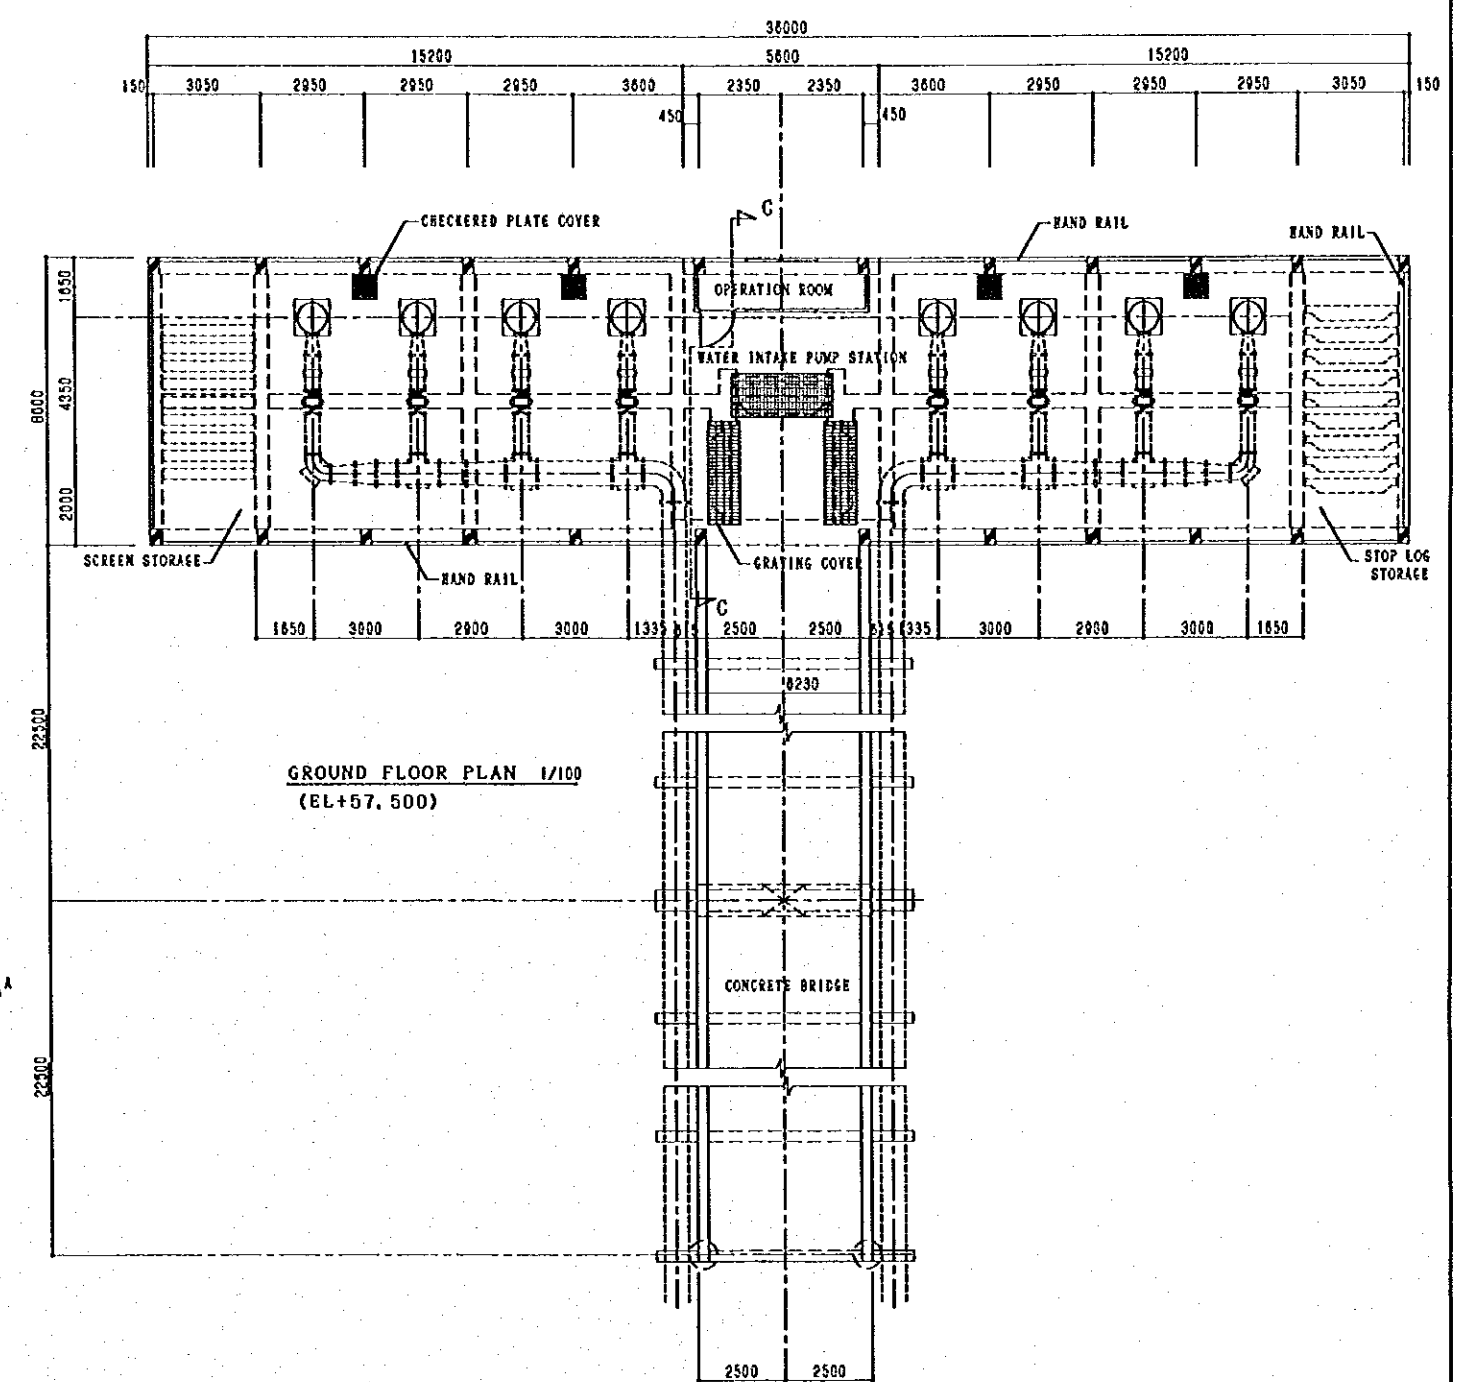 36000
15200 5600 15200
150 3050 2950 2950 2950 3600 2350 2350 3600 2950 2950 2950 3050 150
450 450
C
CHECKERED PLATE COVER
HAND RAIL
HAND RAIL
1650
OPERATION ROOM
WATER INTAKE PUMP STATION
8000
4350
2000
SCREEN STORAGE
HAND RAIL
GRATING COVER
STOP LOG
STORAGE
C
1650 3000 2900 3000 1335 2500 2500 1335 3000 2900 3000 1650
6230
22500
GROUND FLOOR PLAN 1/100
(EL+57.500)
A
CONCRETE BRIDGE
22500
2500 2500